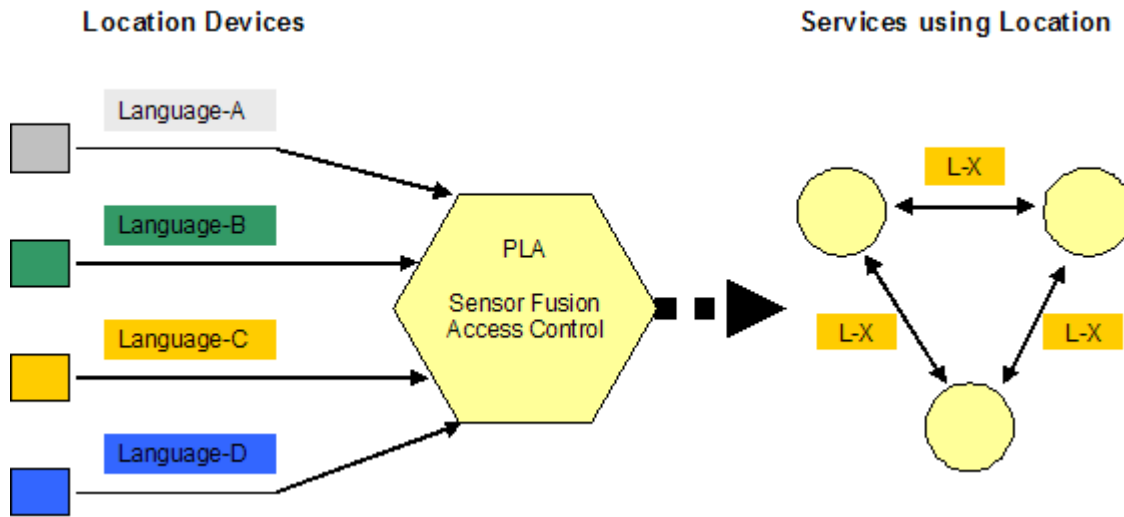 Location Devices
Services using Location
Language-A
Language-B
Language-C
Language-D
PLA
Sensor Fusion
Access Control
L-X
L-X
L-X